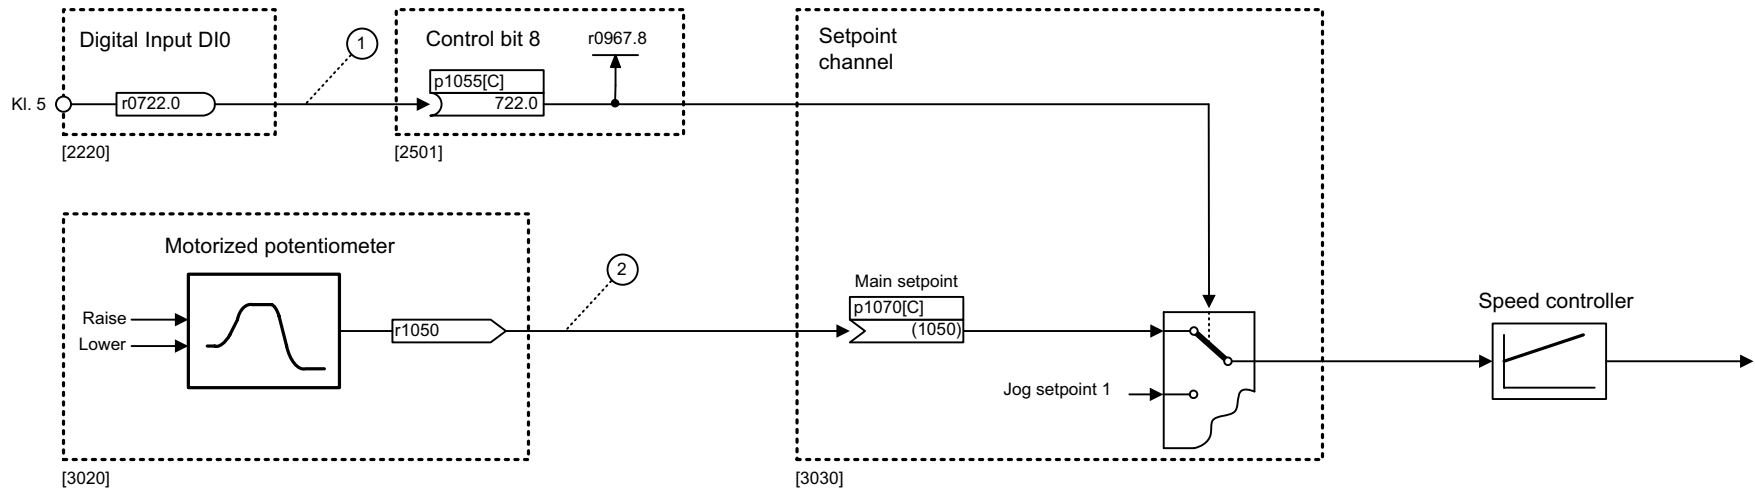 Digital Input DI0
1
Control bit 8
r0967.8
Setpoint
channel
p1055[C]
Kl. 5
r0722.0
722.0
[2220]
[2501]
Motorized potentiometer
2
Main setpoint
p1070[C]
Speed controller
Raise
r1050
(1050)
Lower
Jog setpoint 1
[3020]
[3030]